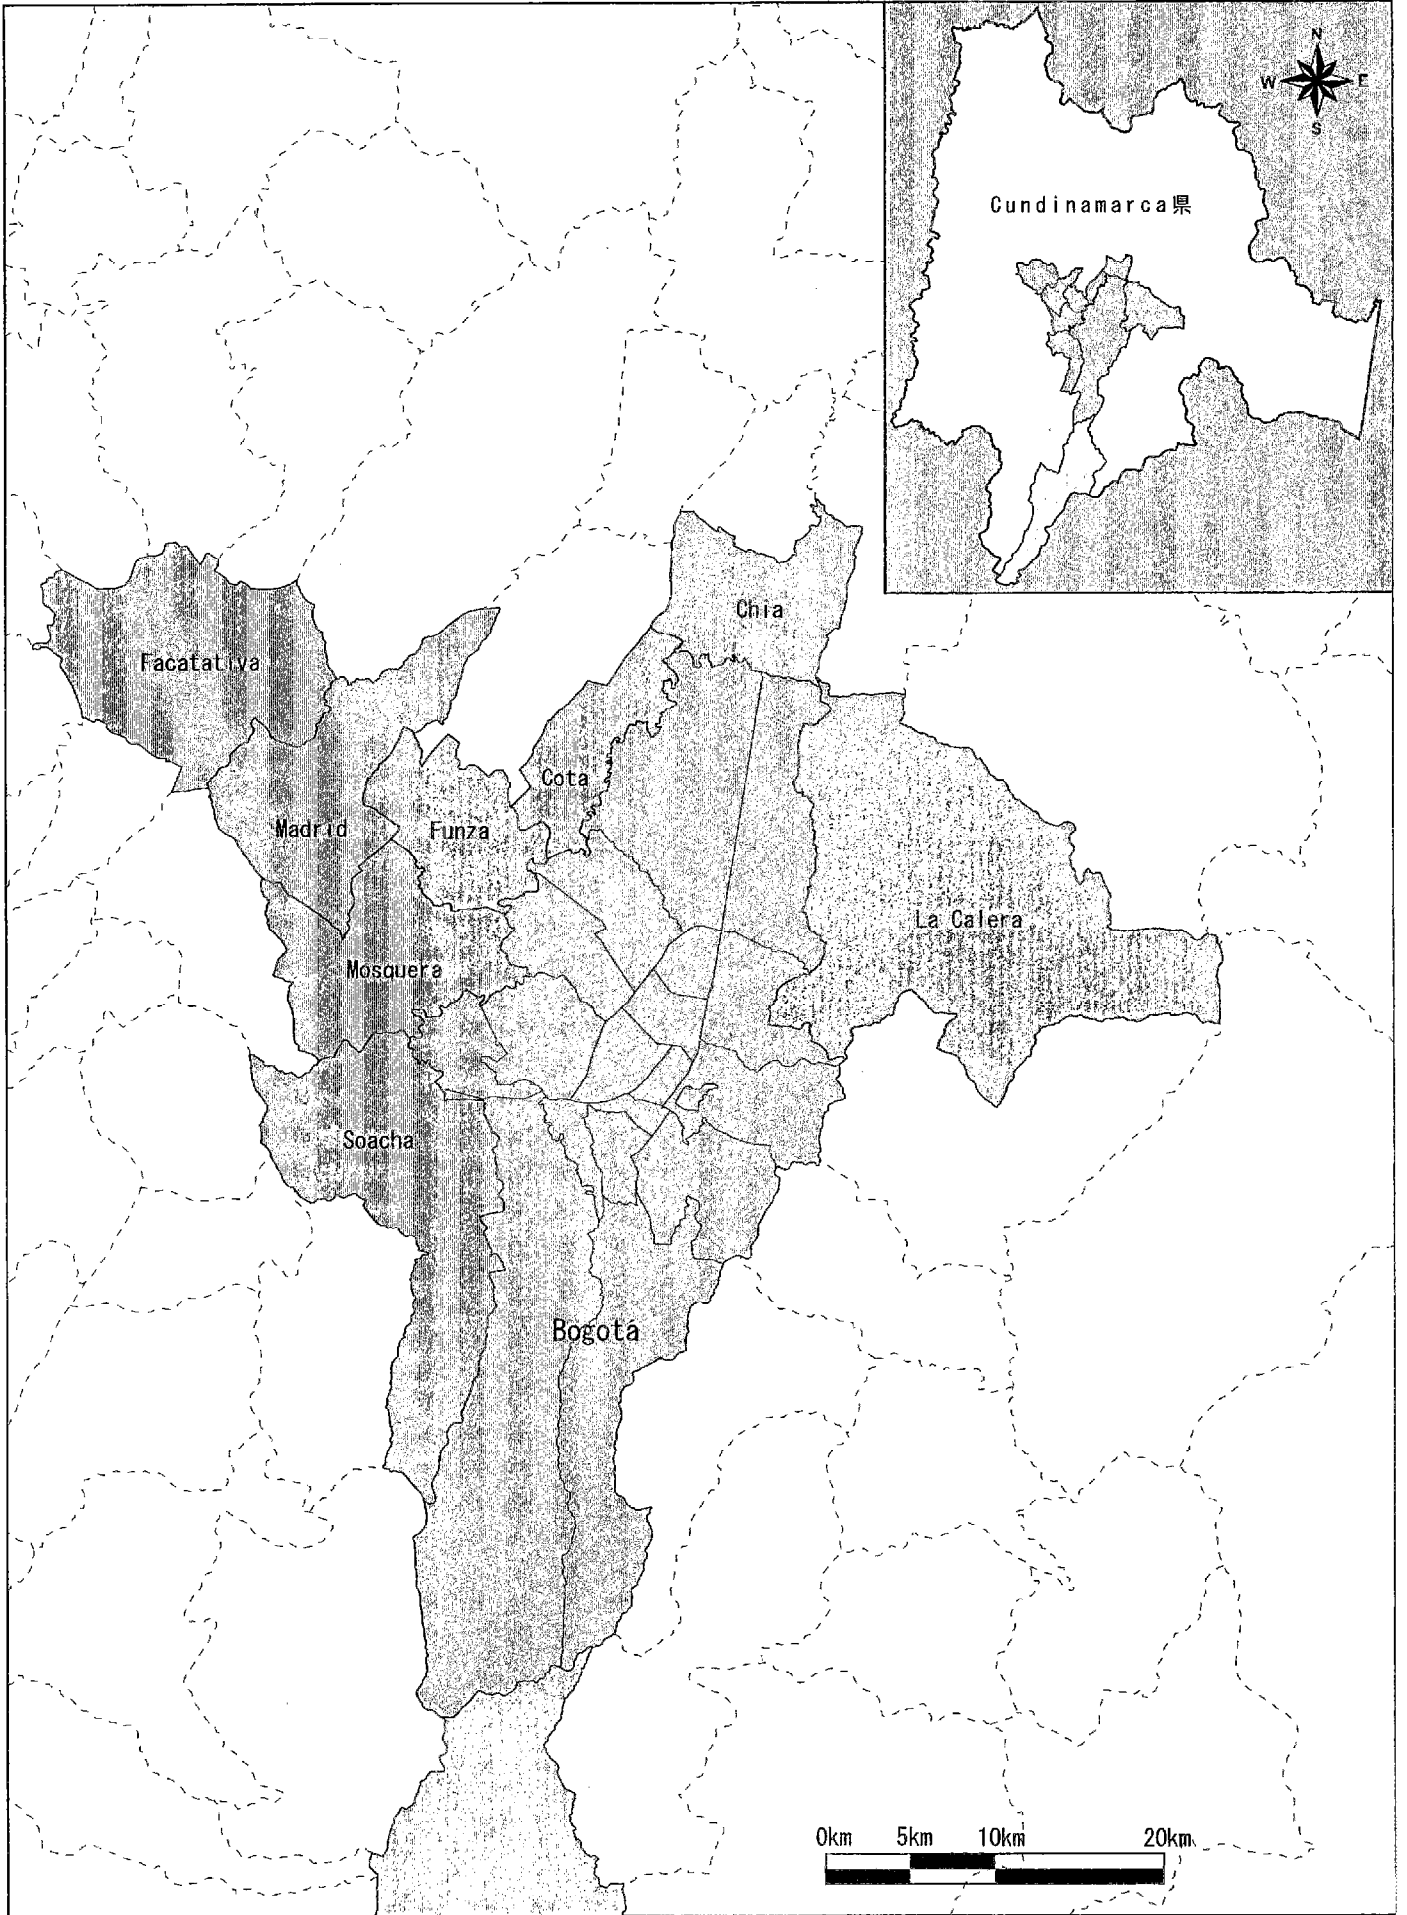 N
W E
S
Cundinamarca県
Chia
Facatativa
Cota
Madrid
Funza
La Calera
Mosquera
Soacha
Bogotá
0km 5km 10km 20km